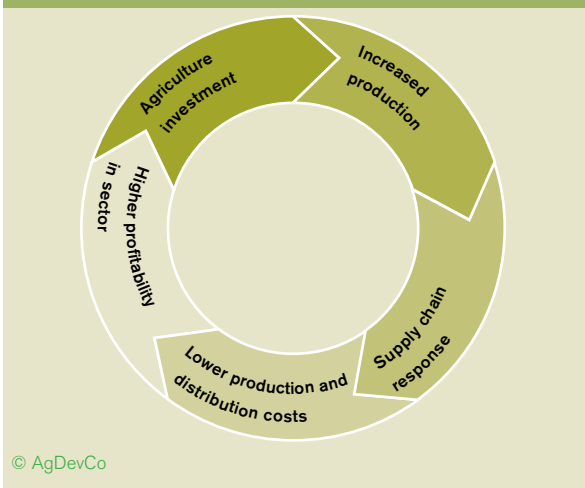 Agriculture
investment
Increased
production
Supply chain
response
Lower production and
distribution costs
Higher profitability
in sector
© AgDevCo